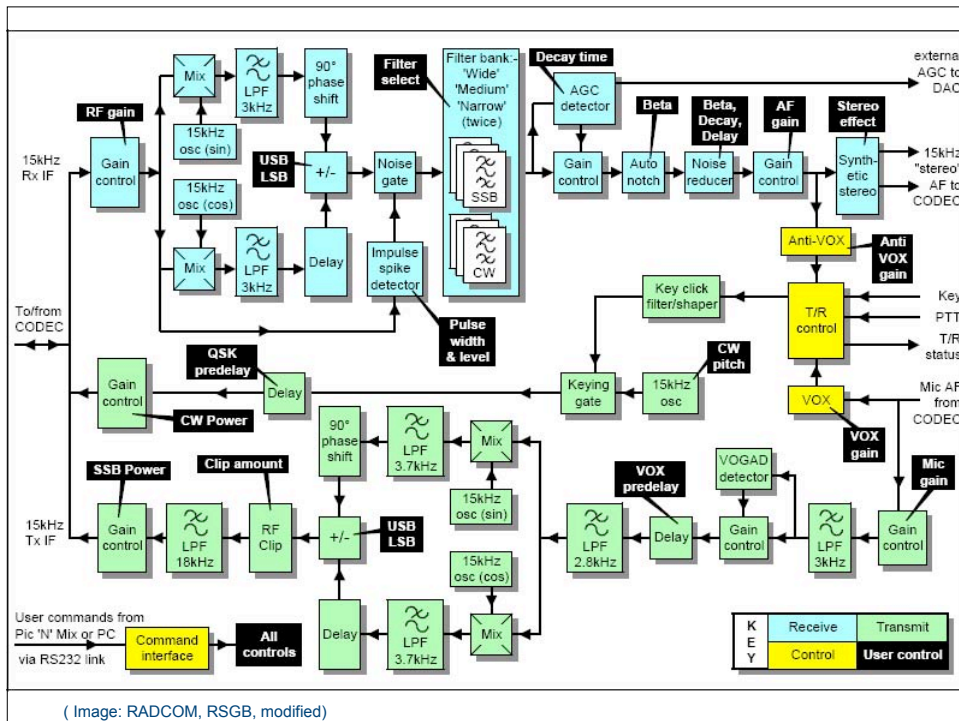 RF gain
15kHz
Rx IF
Gain
control
Mix
15kHz
osc (sin)
15kHz
osc (cos)
Mix
LPF
3kHz
LPF
3kHz
90°
phase
shift
USB
LSB
+/-
Delay
Noise
gate
Impulse
spike
detector
Pulse
width
& level
Filter
select
Filter bank:-
'Wide'
'Medium'
'Narrow'
(twice)
SSB
CW
Decay time
AGC
detector
Gain
control
Beta
Auto
notch
Beta,
Decay,
Delay
Noise
reducer
AF
gain
Gain
control
Stereo
effect
Synth-
etic
stereo
external
AGC to
DAC
15kHz
"stereo"
AF to
CODEC
Anti-VOX
Anti
VOX
gain
T/R
control
Key
PTT
T/R
status
VOX
VOX
gain
Mic AF
from
CODEC
To/from
CODEC
Key click
filter/shaper
CW
pitch
15kHz
osc
Keying
gate
QSK
predelay
Delay
Gain
control
CW Power
Mic
gain
Gain
control
LPF
3kHz
VOGAD
detector
Gain
control
VOX
predelay
Delay
LPF
2.8kHz
Mix
15kHz
osc (sin)
15kHz
osc (cos)
Mix
LPF
3.7kHz
LPF
3.7kHz
90°
phase
shift
+/-
USB
LSB
Delay
Clip amount
RF
Clip
LPF
18kHz
SSB Power
Gain
control
15kHz
Tx IF
User commands from
Pic 'N' Mix or PC
via RS232 link
Command
interface
All
controls
K
E
Y
Receive
Transmit
Control
User control
( Image: RADCOM, RSGB, modified)